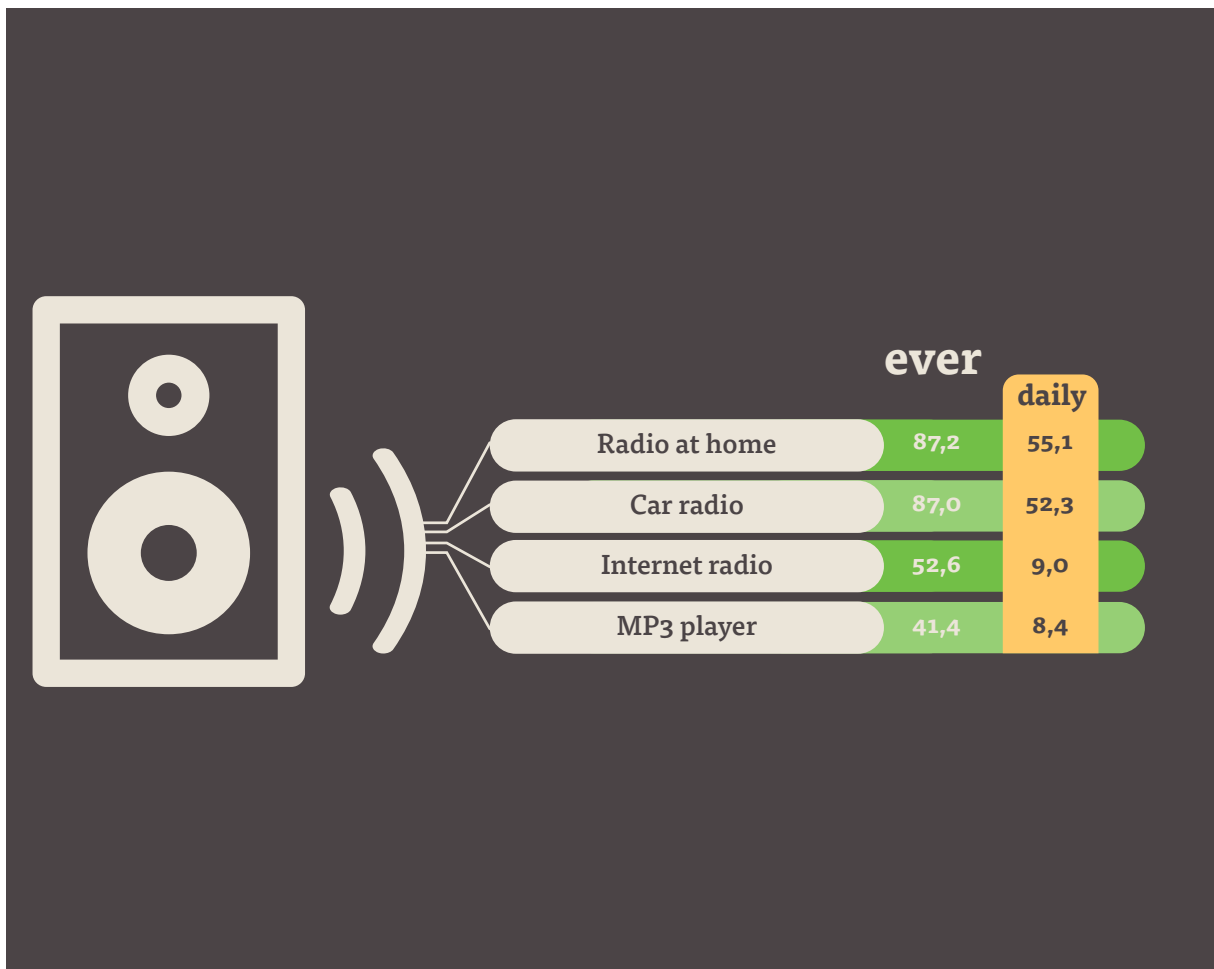 ever
daily
Radio at home 87,2 55,1
Car radio 87,0 52,3
Internet radio 52,6 9,0
MP3 player 41,4 8,4